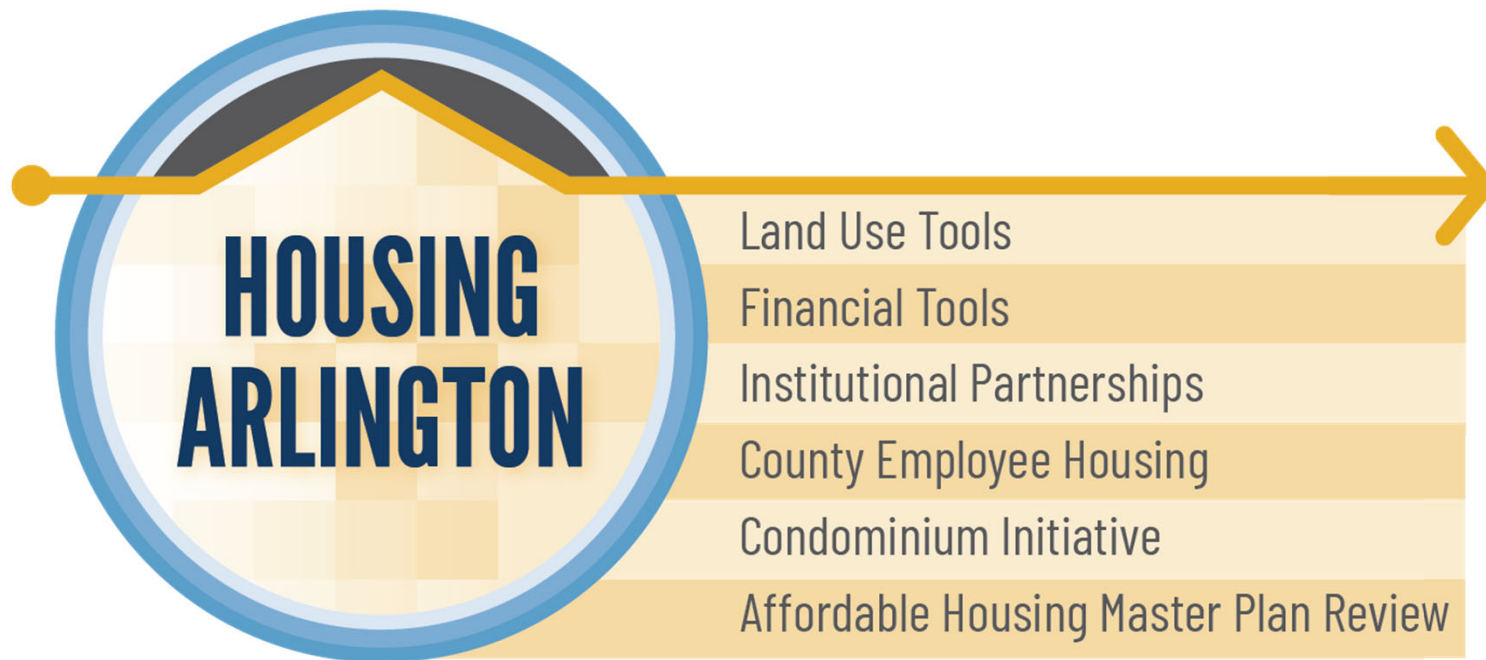 HOUSING
ARLINGTON
Land Use Tools
Financial Tools
Institutional Partnerships
County Employee Housing
Condominium Initiative
Affordable Housing Master Plan Review